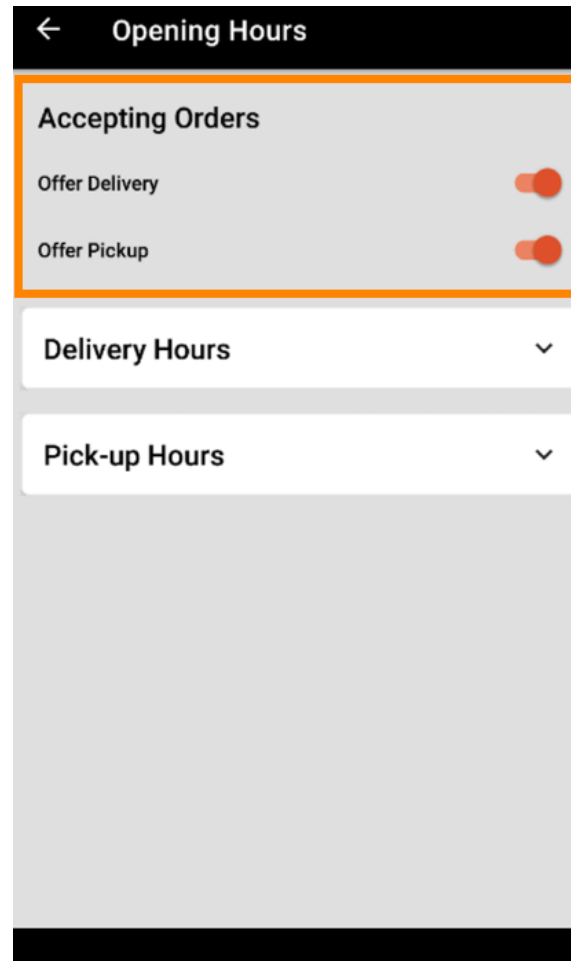 Opening Hours
Accepting Orders
Offer Delivery
Offer Pickup
Delivery Hours
Pick-up Hours